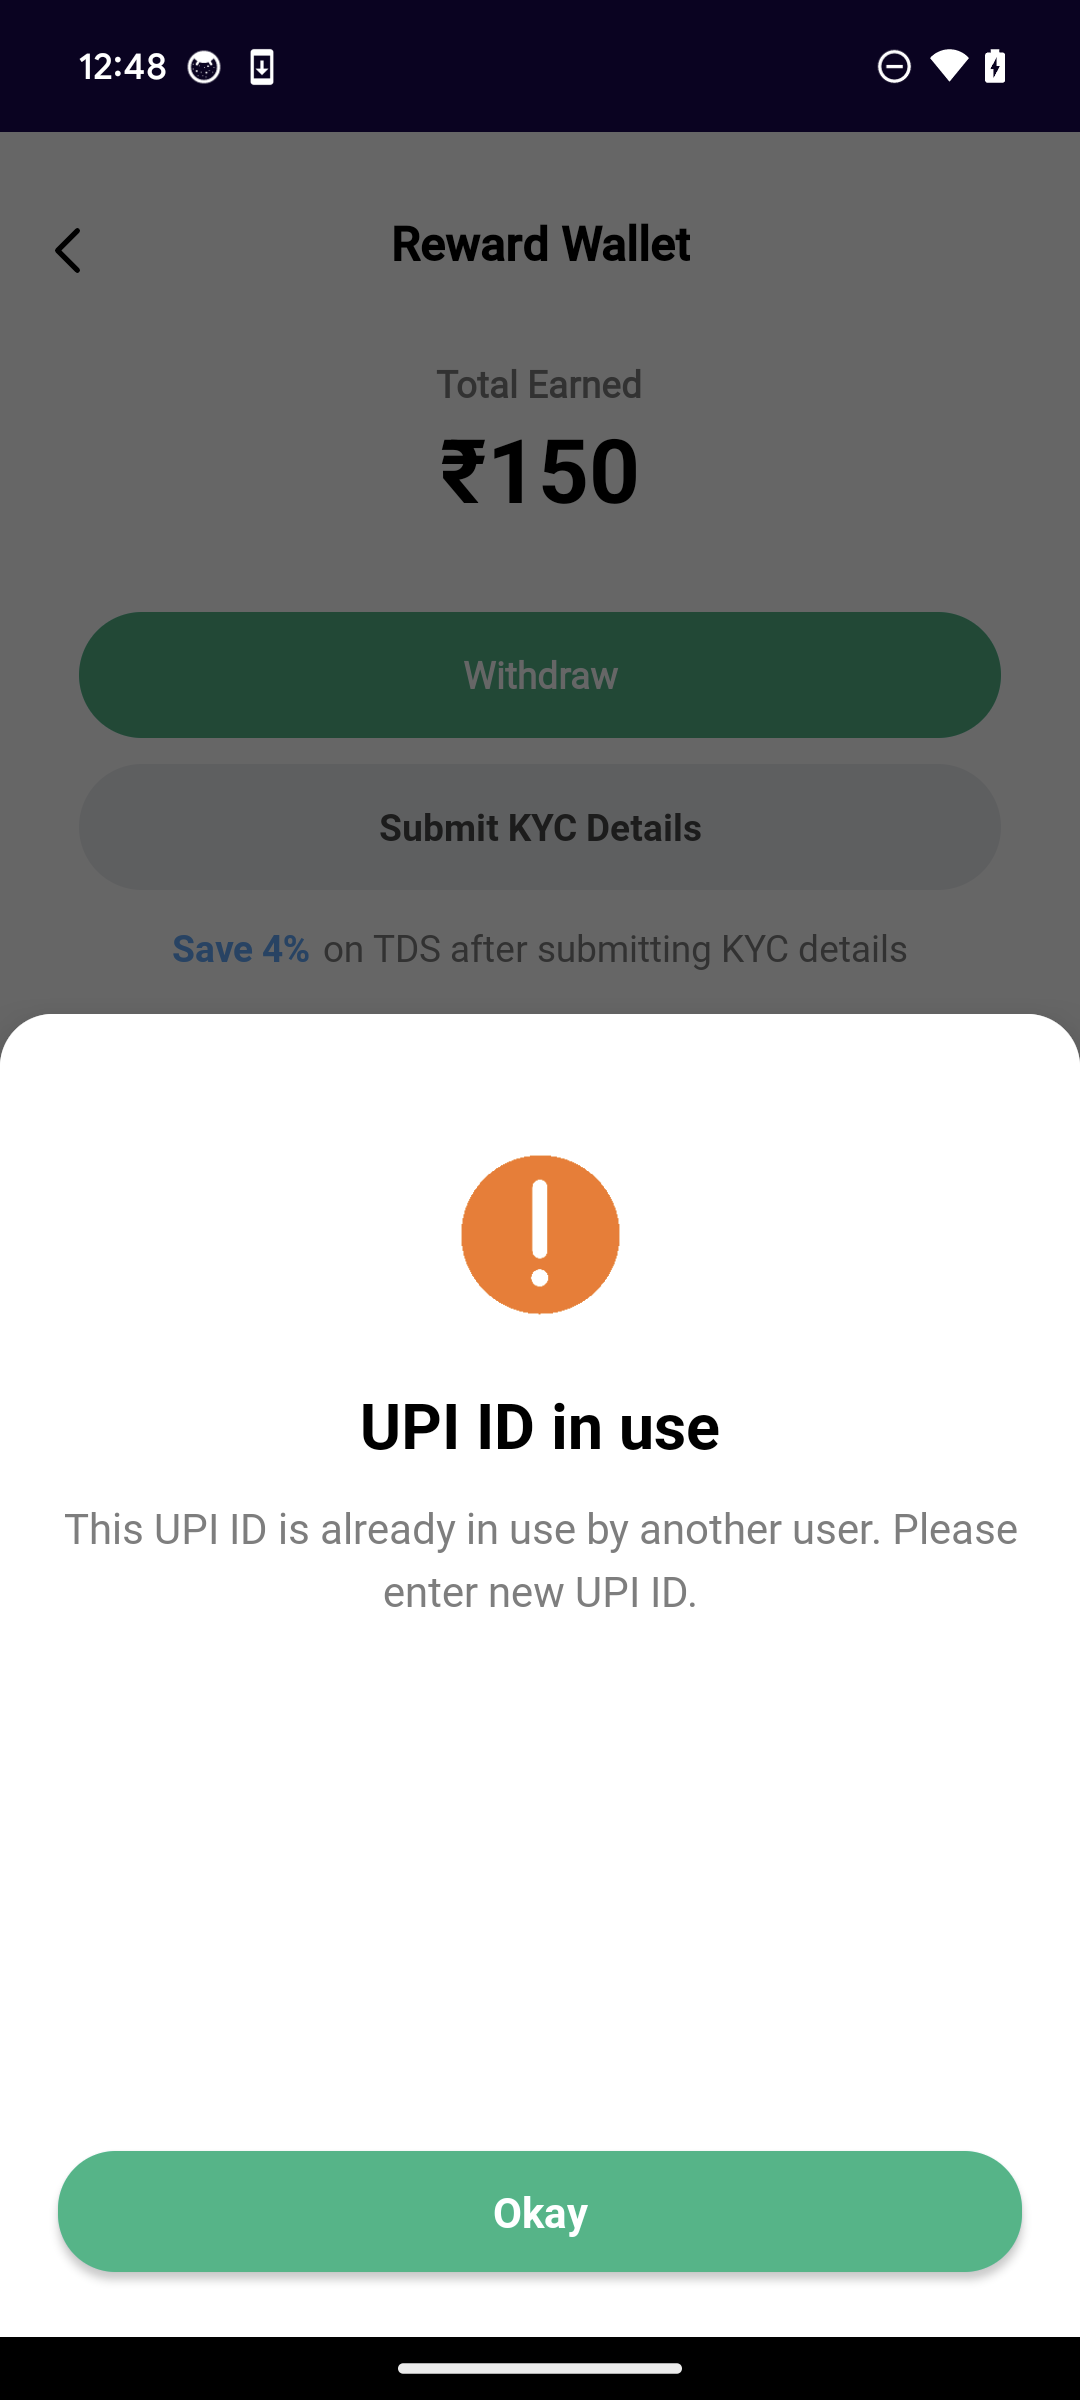 12:48
Reward Wallet
Total Earned
₹150
Withdraw
Submit KYC Details
Save 4% on TDS after submitting KYC details
UPI ID in use
This UPI ID is already in use by another user. Please
enter new UPI ID.
Okay